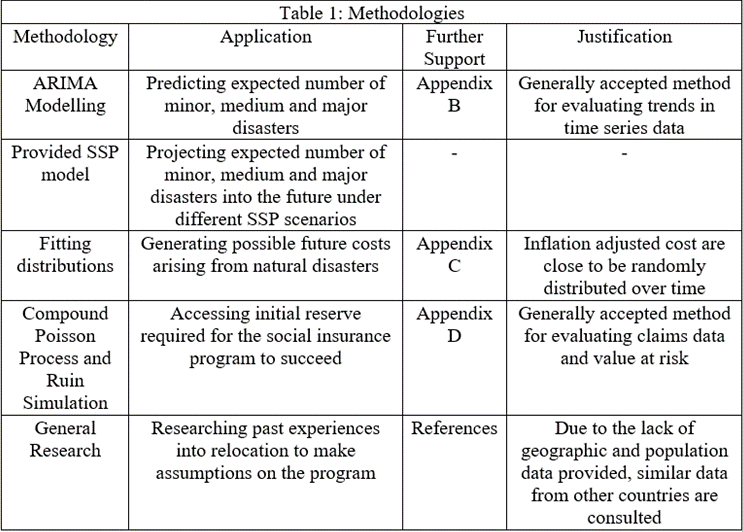 Table 1: Methodologies
Methodology
Application
Further
Support
Justification
ARIMA
Modelling
Predicting expected number of
minor, medium and major
disasters
Appendix
B
Generally accepted method
for evaluating trends in
time series data
Provided SSP
model
Projecting expected number of
minor, medium and major
disasters into the future under
different SSP scenarios
-
-
Fitting
distributions
Generating possible future costs
arising from natural disasters
Appendix
C
Inflation adjusted cost are
close to be randomly
distributed over time
Compound
Poisson
Process and
Ruin
Simulation
Accessing initial reserve
required for the social insurance
program to succeed
Appendix
D
Generally accepted method
for evaluating claims data
and value at risk
General
Research
Researching past experiences
into relocation to make
assumptions on the program
References
Due to the lack of
geographic and population
data provided, similar data
from other countries are
consulted